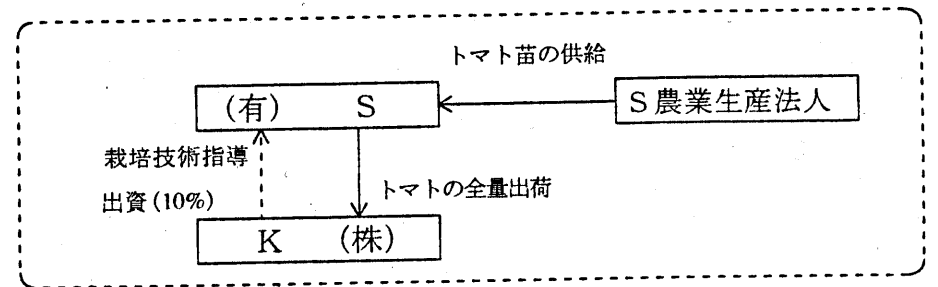 トマト苗の供給
(有) S
S農業生産法人
栽培技術指導
出資(10%)
トマトの全量出荷
K (株)